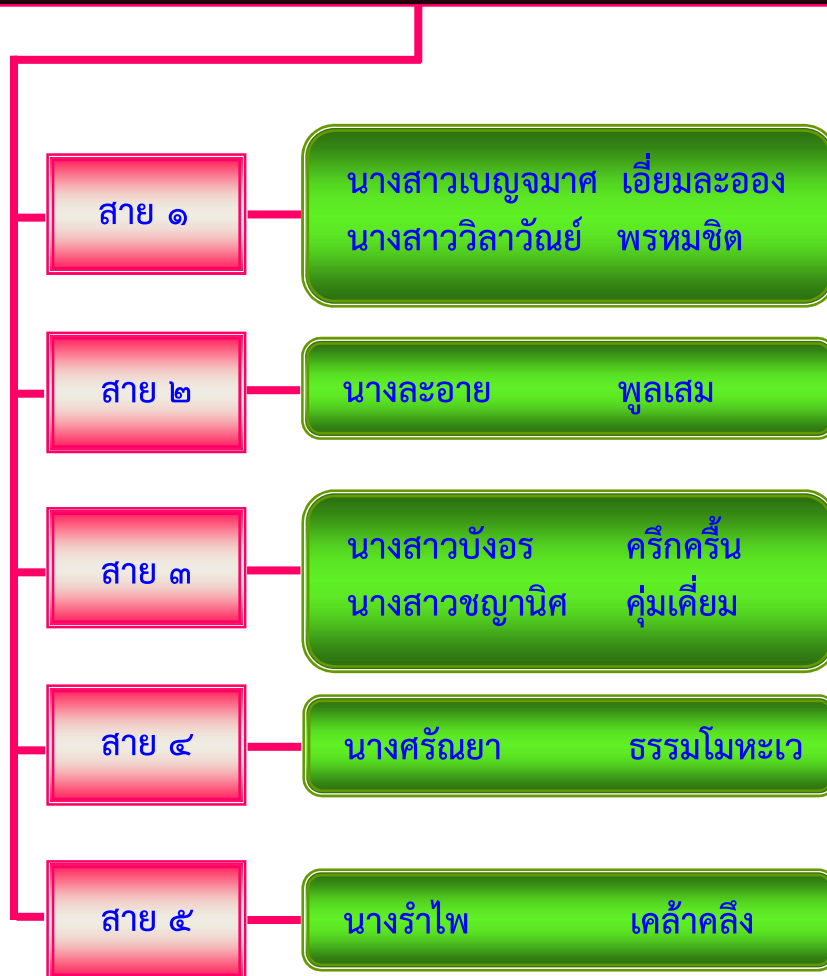 สาย ๑
นางสาวเบญจมาศ เอี่ยมละออง
นางสาววิลาวัณย์ พรหมชิต
สาย ๒
นางละอาย พูลเสม
สาย ๓
นางสาวบังอร ครึกครื้น
นางสาวชญานิศ คุ่มเคี่ยม
สาย ๔
นางศรัณยา ธรรมโมหะเว
สาย ๕
นางรำไพ เคล้าคลึง